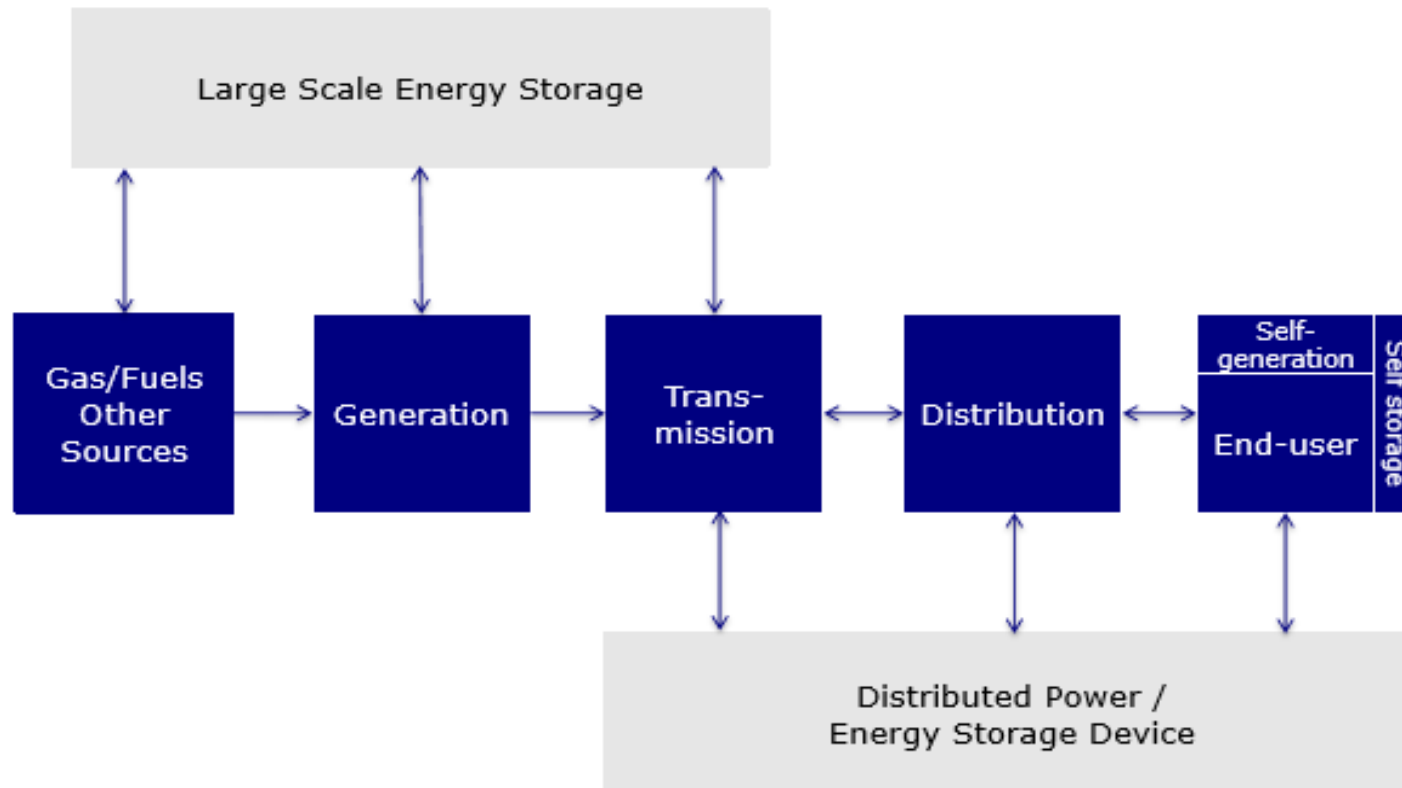 Large Scale Energy Storage
Gas/Fuels
Other
Sources
Generation
Trans-
mission
Distribution
Self-
generation
End-user
Self storage
Distributed Power /
Energy Storage Device